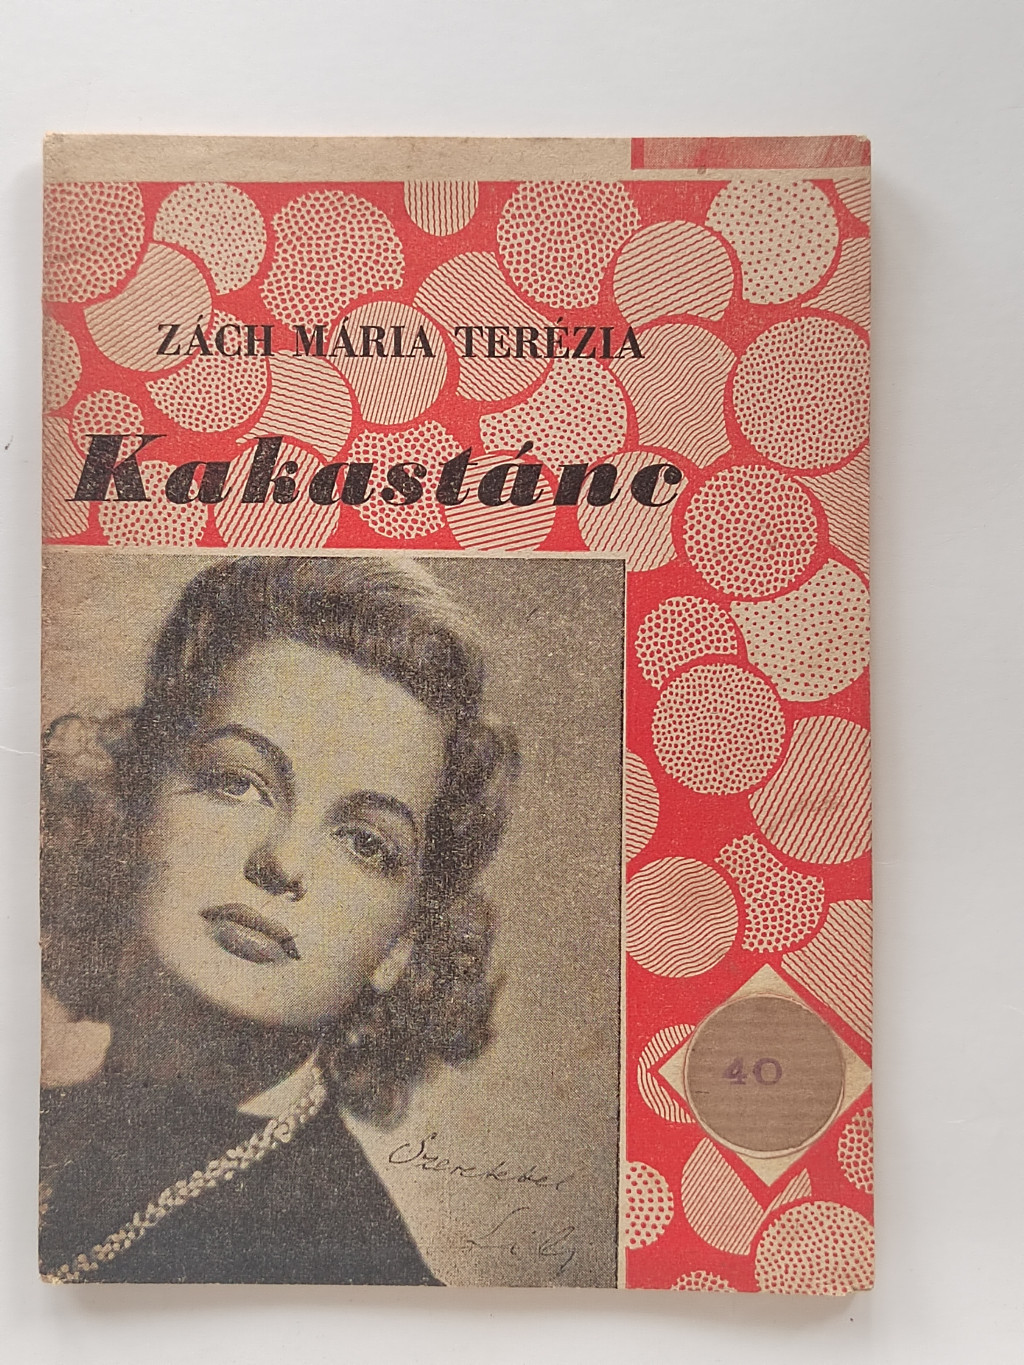 ZÁCH MÁRIA TERÉZIA
Kakastánc
40
Szeretettel
Lily